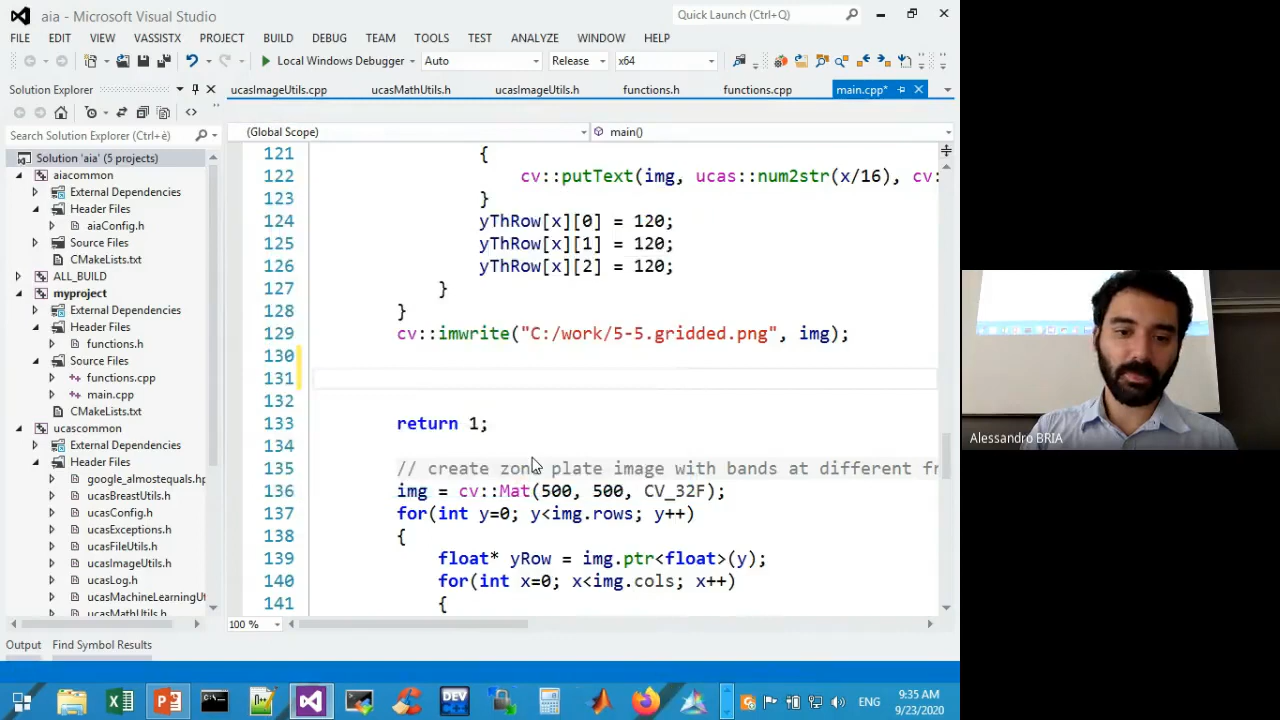 aia - Microsoft Visual Studio
Quick Launch (Ctrl+Q)
FILE EDIT VIEW VASSISTX PROJECT BUILD DEBUG TEAM TOOLS TEST ANALYZE WINDOW HELP
Local Windows Debugger Auto Release x64
Solution Explorer
ucasImageUtils.cpp ucasMathUtils.h ucasImageUtils.h functions.h functions.cpp main.cpp*
Search Solution Explorer (Ctrl+è)
(Global Scope) main()
Solution 'aia' (5 projects)
aiacommon
External Dependencies
Header Files
aiaConfig.h
Source Files
CMakeLists.txt
ALL_BUILD
myproject
External Dependencies
Header Files
functions.h
Source Files
functions.cpp
main.cpp
CMakeLists.txt
ucascommon
External Dependencies
Header Files
google_almostequals.hp
ucasBreastUtils.h
ucasConfig.h
ucasExceptions.h
ucasFileUtils.h
ucasImageUtils.h
ucasLog.h
ucasMachineLearningUt
ucasMathUtils.h
121 {
122 cv::putText(img, ucas::num2str(x/16), cv:
123 }
124 yThRow[x][0] = 120;
125 yThRow[x][1] = 120;
126 yThRow[x][2] = 120;
127 }
128 }
129 cv::imwrite("C:/work/5-5.gridded.png", img);
130
131
132
133 return 1;
134
135 // create zone plate image with bands at different fr
136 img = cv::Mat(500, 500, CV_32F);
137 for(int y=0; y<img.rows; y++)
138 {
139 float* yRow = img.ptr<float>(y);
140 for(int x=0; x<img.cols; x++)
141 {
100 %
Output Find Symbol Results
Alessandro BRIA
DEV
ENG
9:35 AM
9/23/2020